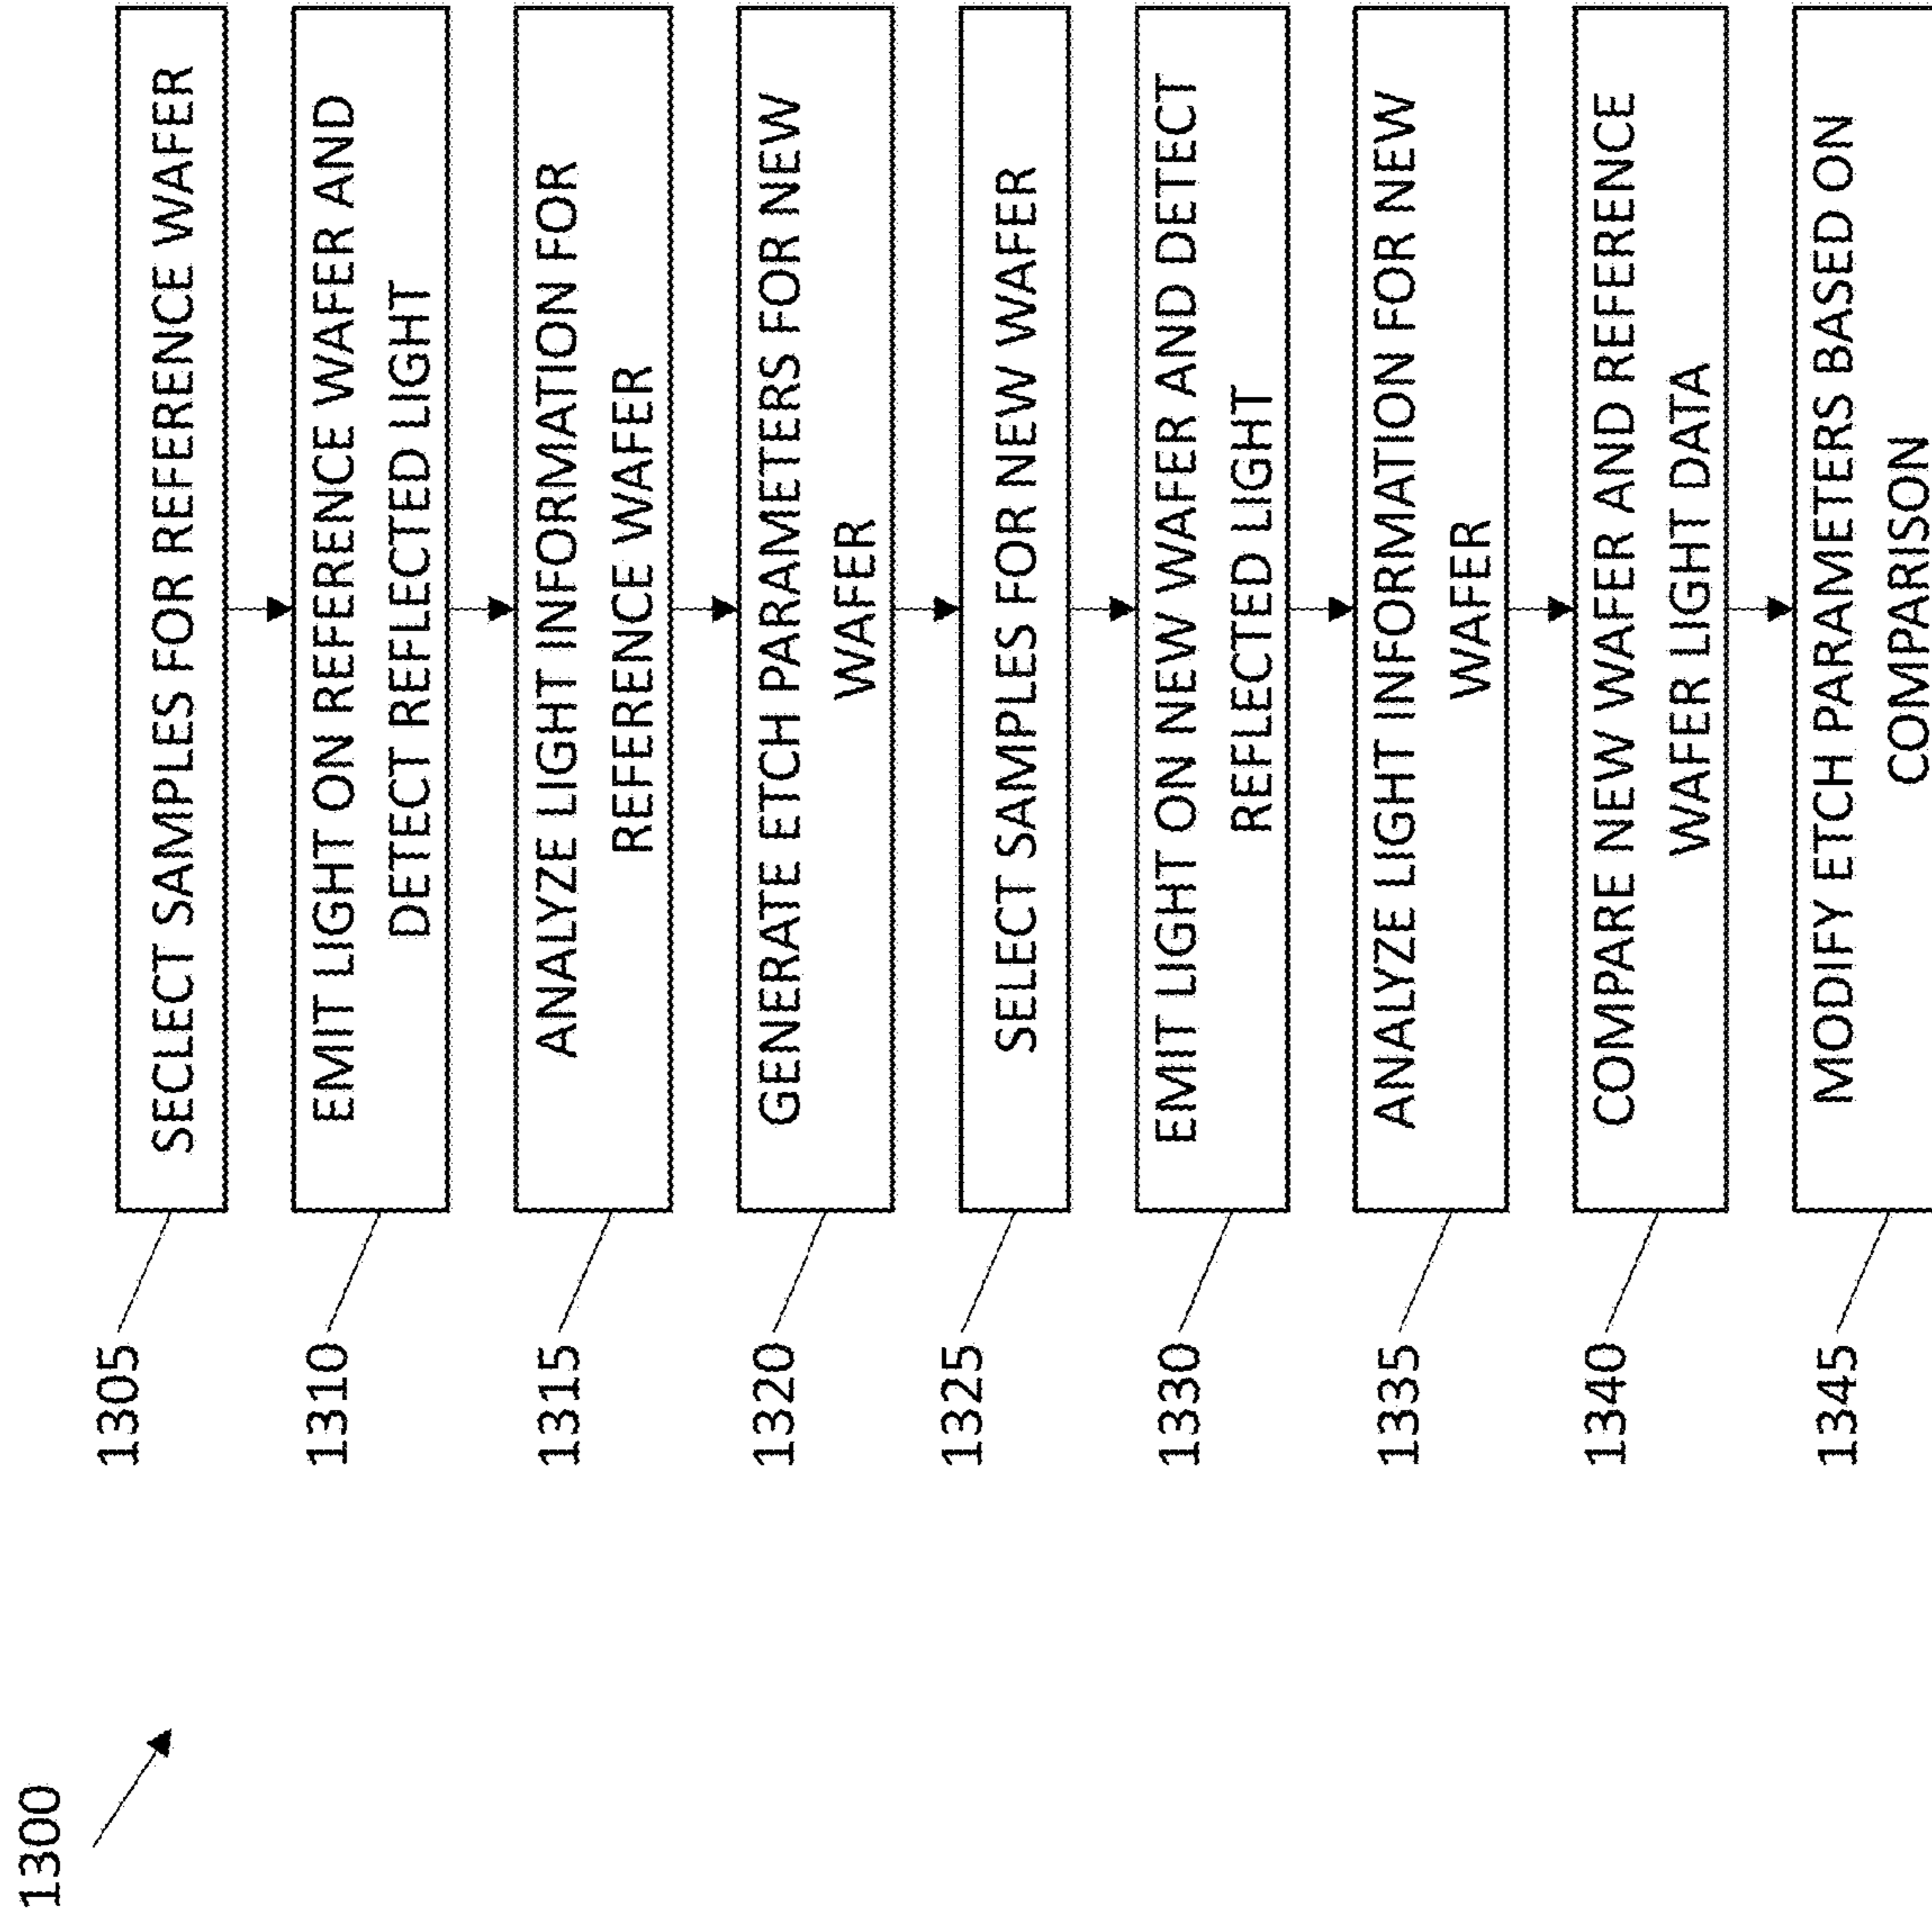 1300
1305
SECLECT SAMPLES FOR REFERENCE WAFER
1310
EMIT LIGHT ON REFERENCE WAFER AND
DETECT REFLECTED LIGHT
1315
ANALYZE LIGHT INFORMATION FOR
REFERENCE WAFER
1320
GENERATE ETCH PARAMETERS FOR NEW
WAFER
1325
SELECT SAMPLES FOR NEW WAFER
1330
EMIT LIGHT ON NEW WAFER AND DETECT
REFLECTED LIGHT
1335
ANALYZE LIGHT INFORMATION FOR NEW
WAFER
1340
COMPARE NEW WAFER AND REFERENCE
WAFER LIGHT DATA
1345
MODIFY ETCH PARAMETERS BASED ON
COMPARISON